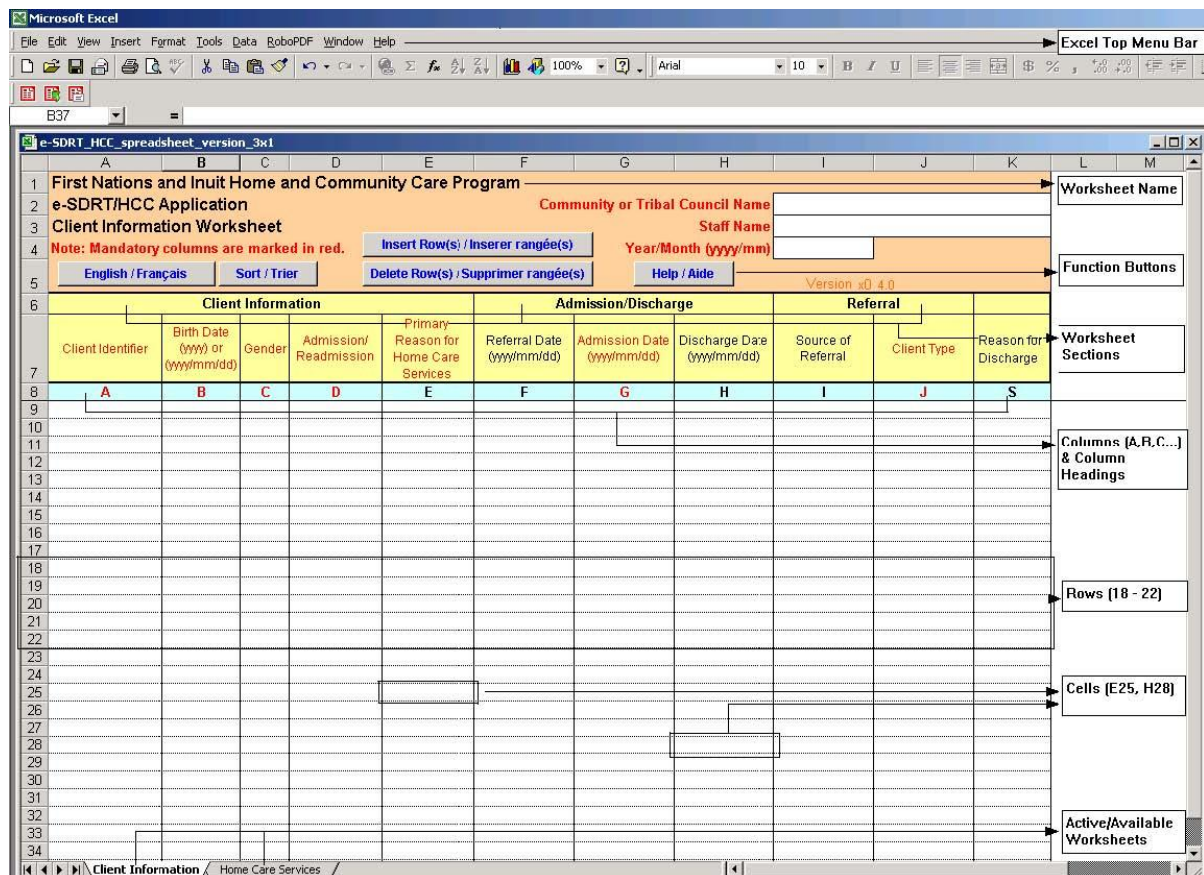 Microsoft Excel
File Edit View Insert Format Tools Data RoboPDF Window Help
Excel Top Menu Bar
100% Arial 10 B I U $ % ,
B37 =
e-SDRT_HCC_spreadsheet_version_3x1
A B C D E F G H I J K L M
1 First Nations and Inuit Home and Community Care Program
Worksheet Name
2 e-SDRT/HCC Application Community or Tribal Council Name
3 Client Information Worksheet Staff Name
4 Note: Mandatory columns are marked in red. Insert Row(s) / Inserer rangée(s) Year/Month (yyyy/mm)
5 English / Français Sort / Trier Delete Row(s) / Supprimer rangée(s) Help / Aide Version x0_4.0
Function Buttons
6 Client Information Admission/Discharge Referral
7
Client Identifier
Birth Date
(yyyy) or
(yyyy/mm/dd)
Gender
Admission/
Readmission
Primary
Reason for
Home Care
Services
Referral Date
(yyyy/mm/dd)
Admission Date
(yyyy/mm/dd)
Discharge Date
(yyyy/mm/dd)
Source of
Referral
Client Type
Reason for
Discharge
Worksheet
Sections
8 A B C D E F G H I J S
9
10
11
12
13
14
15
16
17
18
19
20
21
22
23
24
25
26
27
28
29
30
31
32
33
34
Columns (A,B,C...)
& Column
Headings
Rows (18 - 22)
Cells (E25, H28)
Active/Available
Worksheets
Client Information Home Care Services